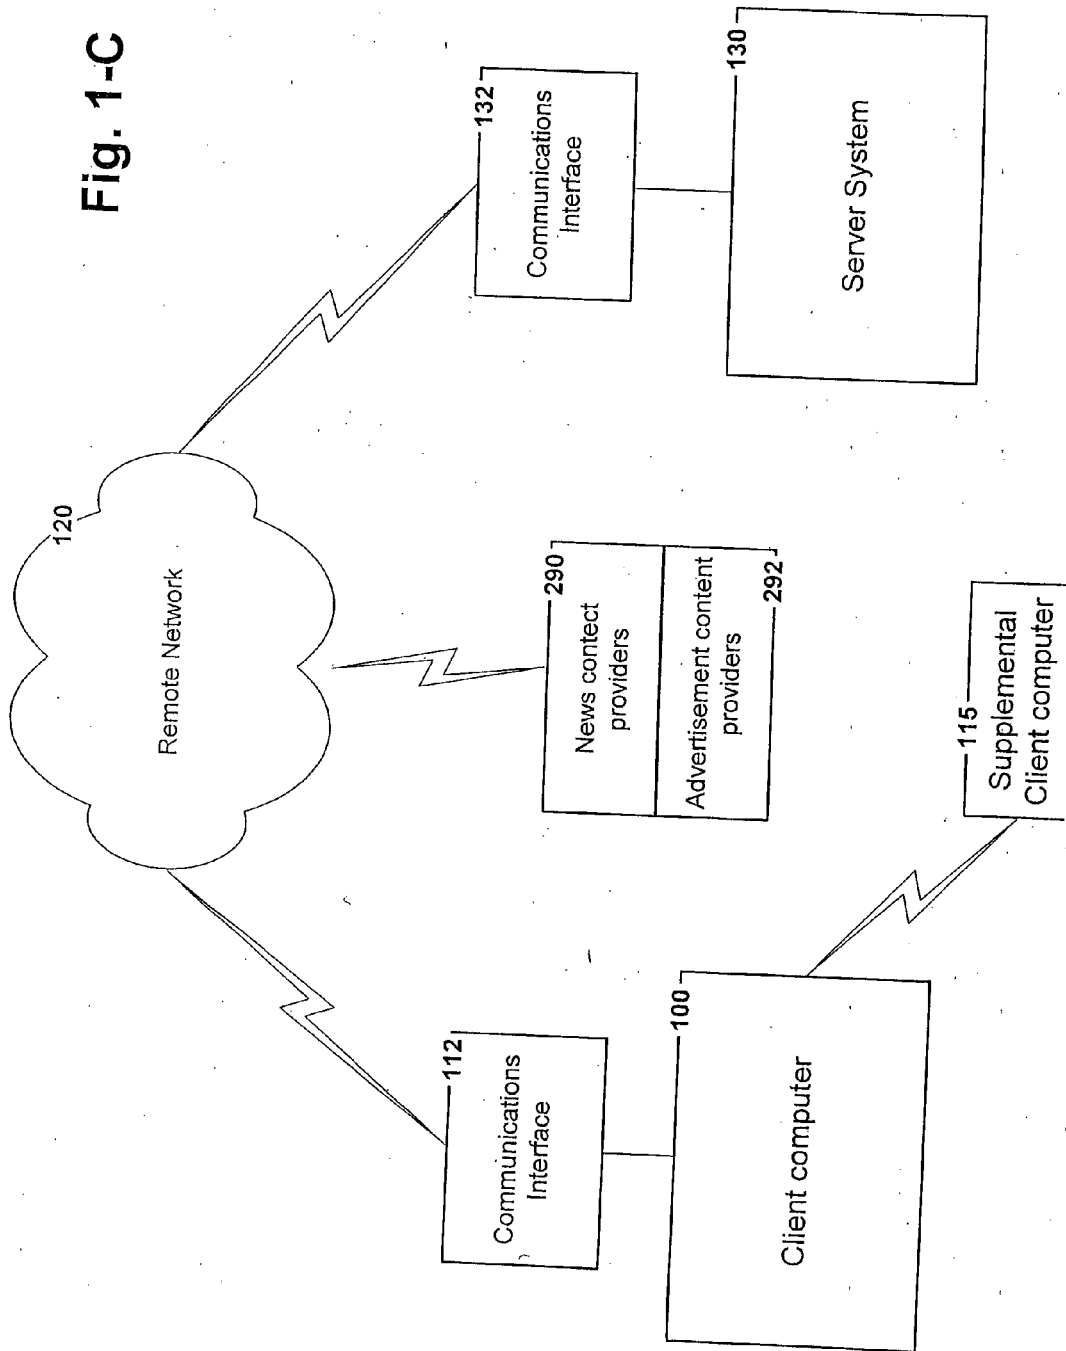 Fig. 1-C
120
Remote Network
112
Communications
Interface
132
Communications
Interface
290
News contect
providers
Advertisement content
providers
292
100
Client computer
130
Server System
115
Supplemental
Client computer